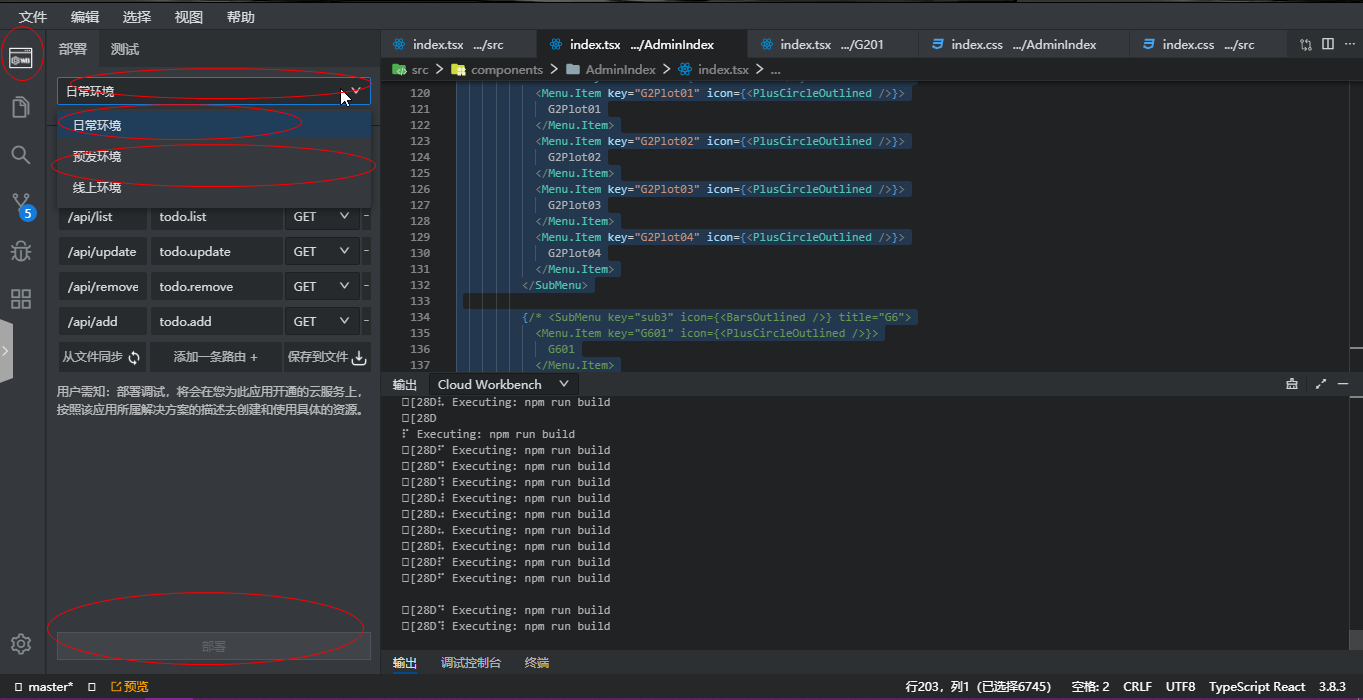 文件 编辑 选择 视图 帮助
部署 测试
日常环境
日常环境
预发环境
线上环境
/api/list todo.list GET -
/api/update todo.update GET -
/api/remove todo.remove GET -
/api/add todo.add GET -
从文件同步 添加一条路由 + 保存到文件
用户需知：部署调试，将会在您为此应用开通的云服务上，
按照该应用所属解决方案的描述去创建和使用具体的资源。
部署
5
index.tsx .../src index.tsx .../AdminIndex index.tsx .../G201 index.css .../AdminIndex index.css .../src
src > components > AdminIndex > index.tsx > ...
120 <Menu.Item key="G2Plot01" icon={<PlusCircleOutlined />}>
121 G2Plot01
122 </Menu.Item>
123 <Menu.Item key="G2Plot02" icon={<PlusCircleOutlined />}>
124 G2Plot02
125 </Menu.Item>
126 <Menu.Item key="G2Plot03" icon={<PlusCircleOutlined />}>
127 G2Plot03
128 </Menu.Item>
129 <Menu.Item key="G2Plot04" icon={<PlusCircleOutlined />}>
130 G2Plot04
131 </Menu.Item>
132 </SubMenu>
133
134 {/* <SubMenu key="sub3" icon={<BarsOutlined />} title="G6">
135 <Menu.Item key="G601" icon={<PlusCircleOutlined />}>
136 G601
137 </Menu.Item>
输出 Cloud Workbench
[28D Executing: npm run build
[28D
Executing: npm run build
[28D Executing: npm run build
[28D Executing: npm run build
[28D Executing: npm run build
[28D Executing: npm run build
[28D Executing: npm run build
[28D Executing: npm run build
[28D Executing: npm run build
[28D Executing: npm run build
[28D Executing: npm run build
[28D Executing: npm run build
[28D Executing: npm run build
输出 调试控制台 终端
master* 预览 行203，列1 (已选择6745) 空格: 2 CRLF UTF8 TypeScript React 3.8.3